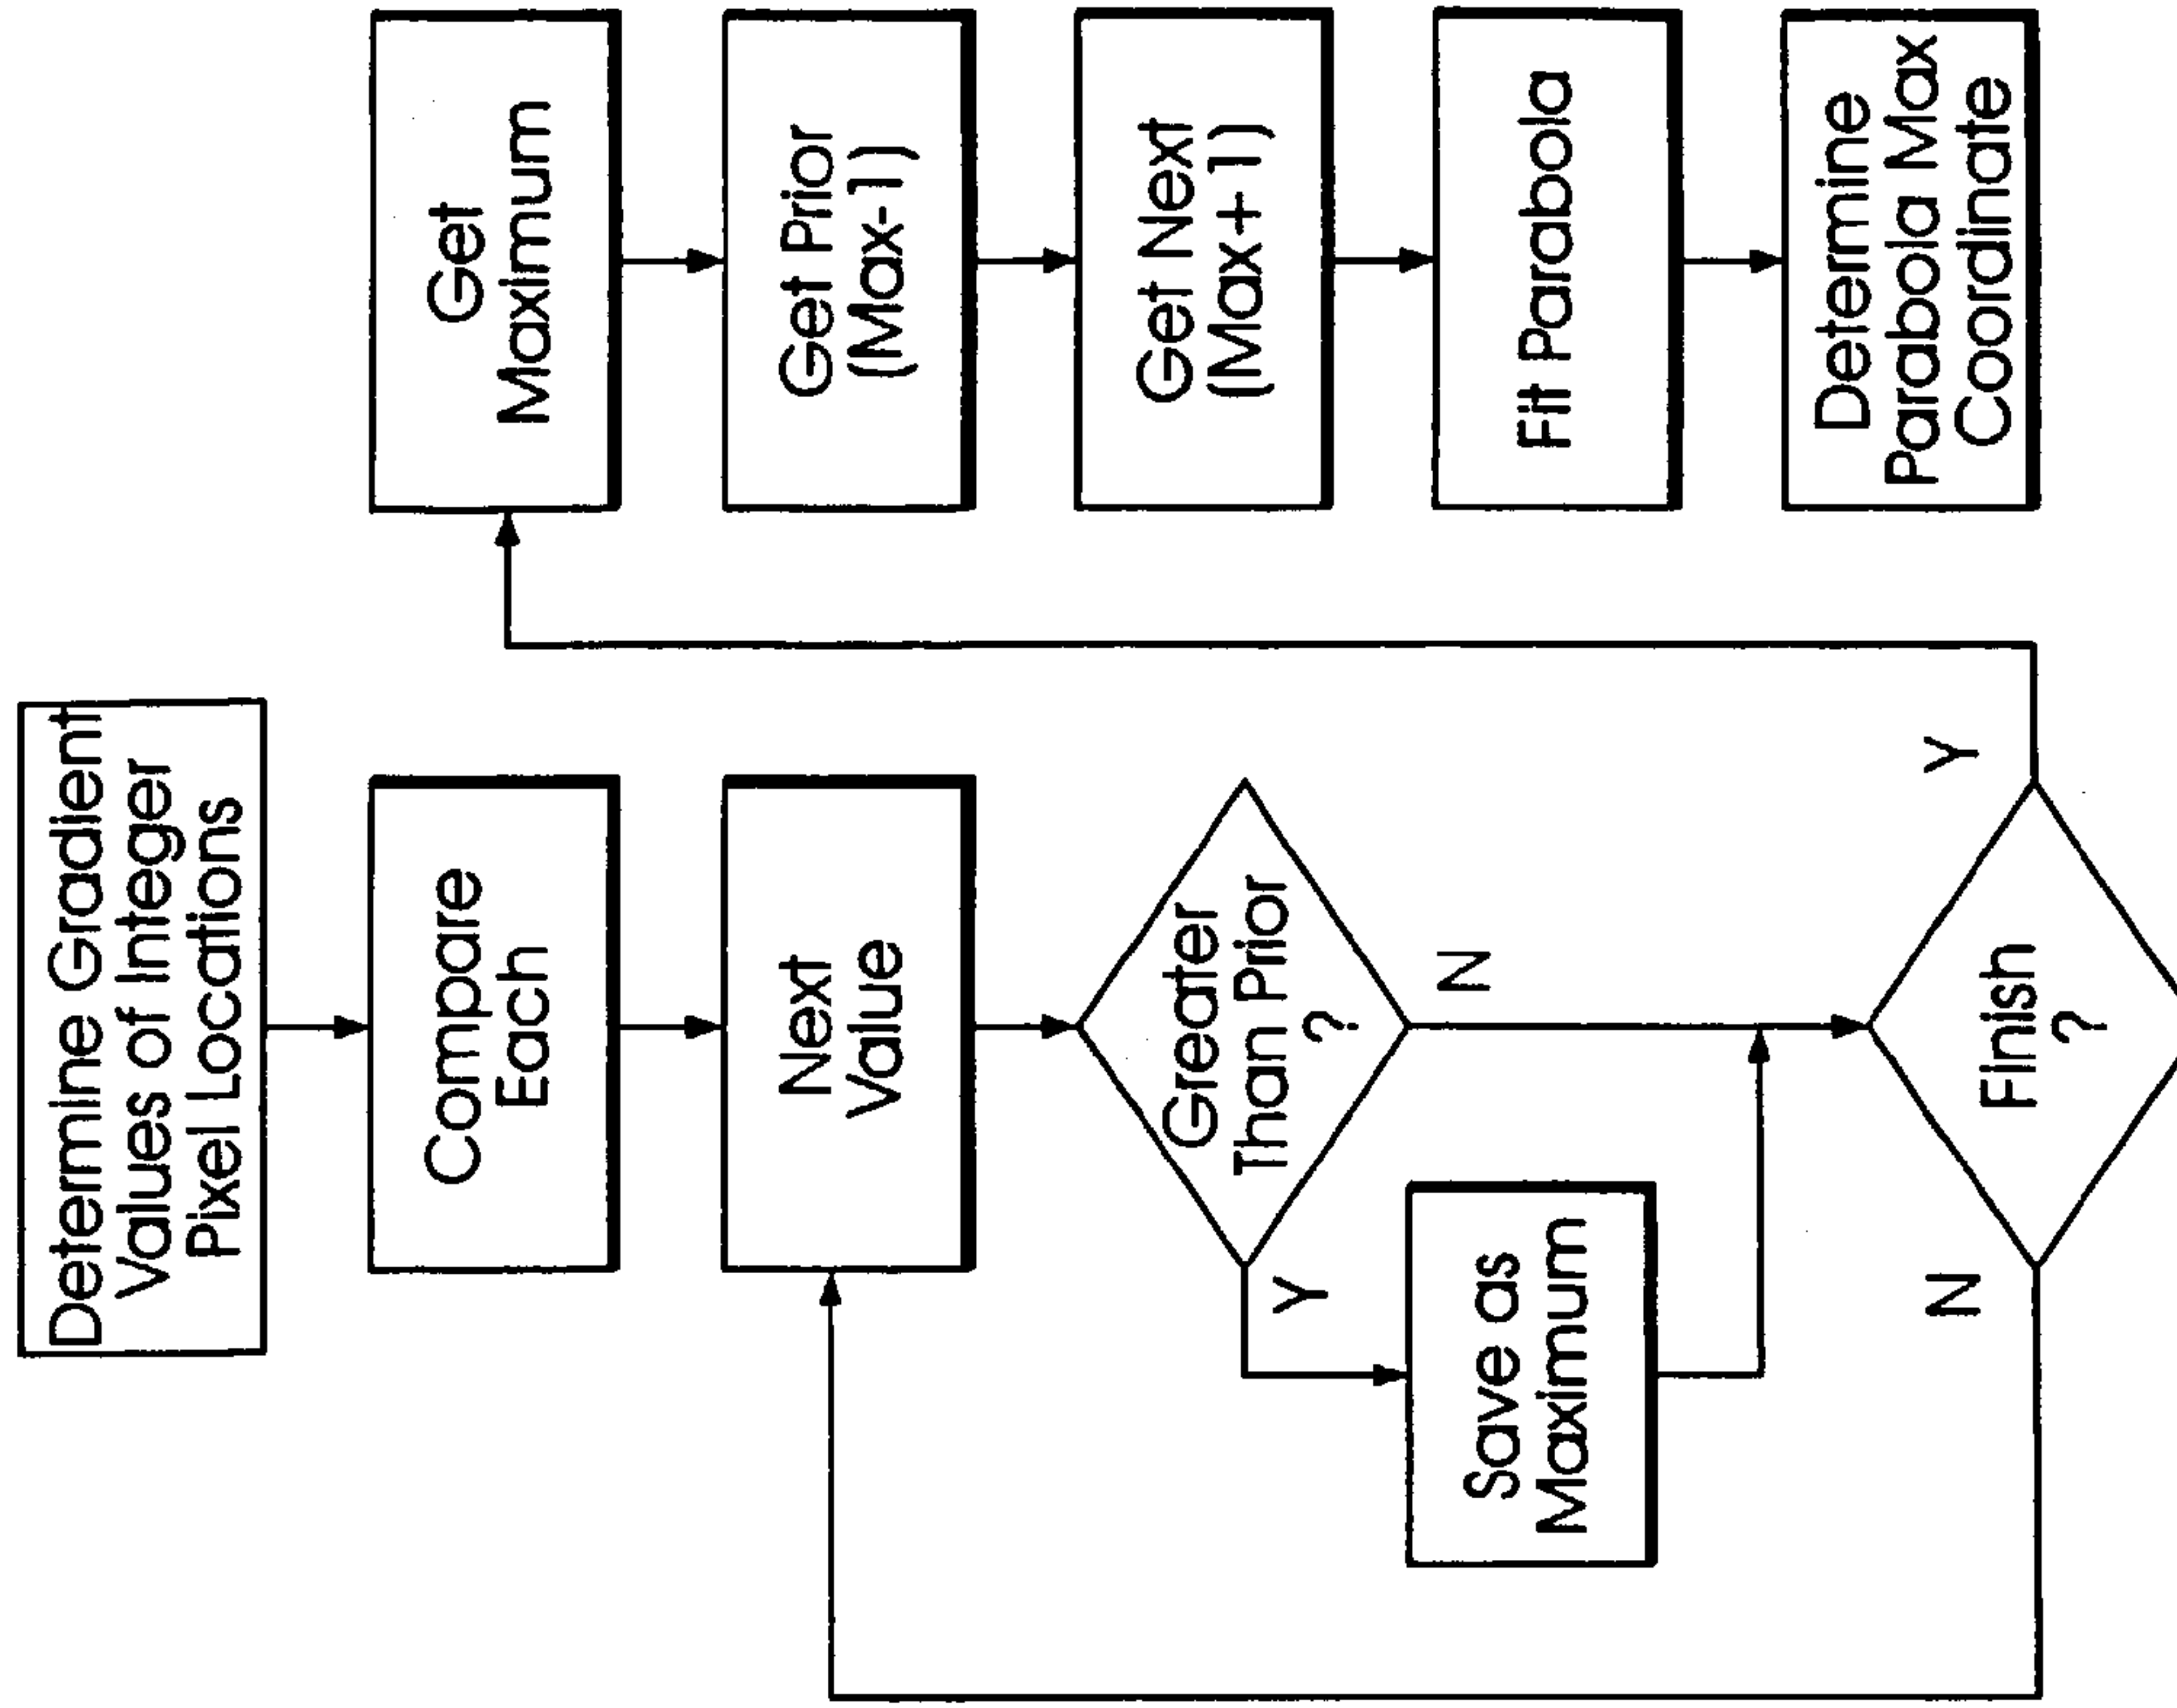 Determine Gradient
Values of Integer
Pixel Locations
Compare
Each
Next
Value
Greater
Than Prior
?
Y
N
Save as
Maximum
Finish
?
N
Y
Get
Maximum
Get Prior
(Max-1)
Get Next
(Max+1)
Fit Parabola
Determine
Parabola Max
Coordinate